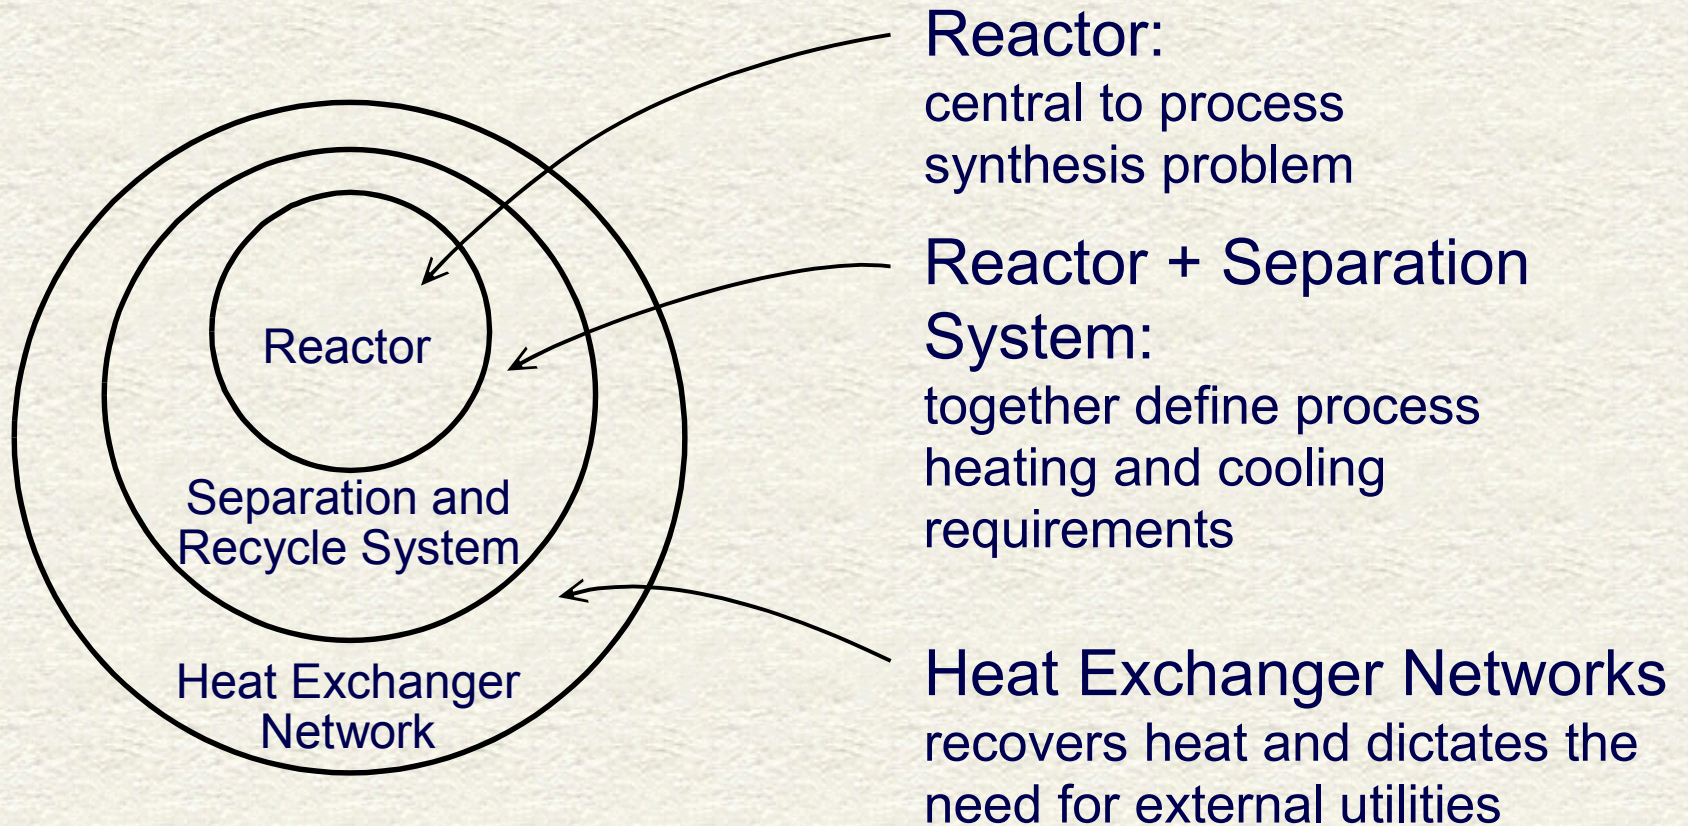 Reactor:
central to process
synthesis problem
Reactor + Separation
System:
together define process
heating and cooling
requirements
Heat Exchanger Networks
recovers heat and dictates the
need for external utilities
Reactor
Separation and
Recycle System
Heat Exchanger
Network